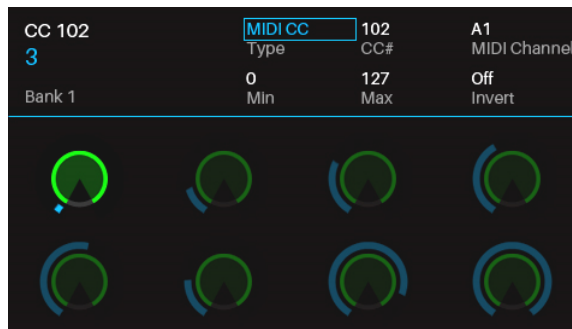 CC 102
3
Bank 1
MIDI CC 102 A1
Type CC# MIDI Channel
0 127 Off
Min Max Invert